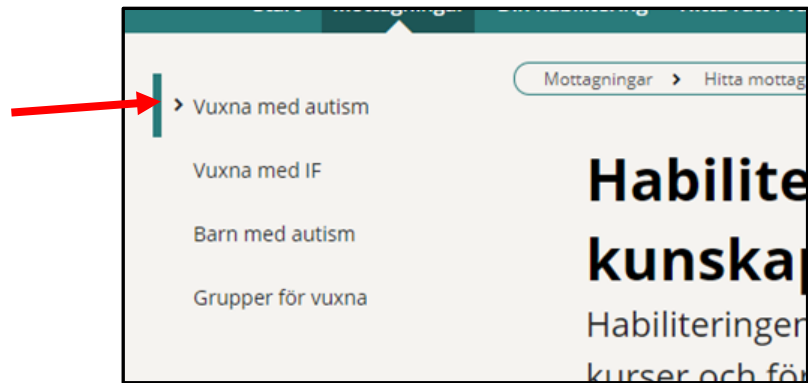 Mottagningar > Hitta mottag
> Vuxna med autism
Vuxna med IF
Barn med autism
Grupper för vuxna
Habilite
kunska
Habiliteringen
kurser och för